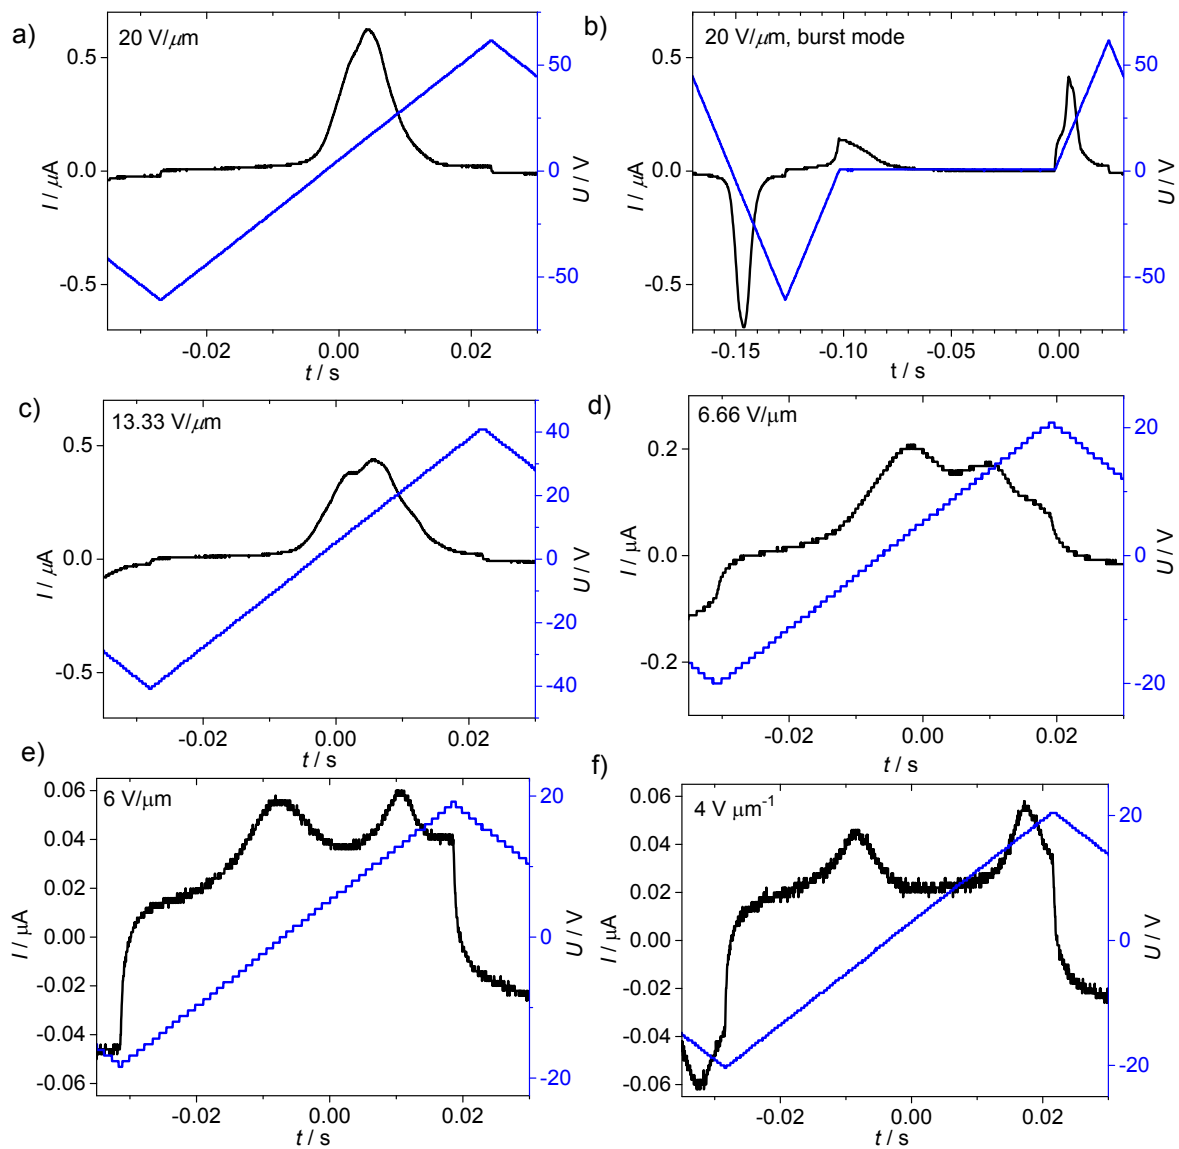 a)
20 V/μm
0.5
0.0
-0.5
I / μA
50
0
-50
U / V
-0.02
0.00
0.02
t / s
b)
20 V/μm, burst mode
0.5
0.0
-0.5
I / μA
50
0
-50
U / V
-0.15
-0.10
-0.05
0.00
t / s
c)
13.33 V/μm
0.5
0.0
-0.5
I / μA
40
20
0
-20
-40
U / V
-0.02
0.00
0.02
t / s
d)
6.66 V/μm
0.2
0.0
-0.2
I / μA
20
0
-20
U / V
-0.02
0.00
0.02
t / s
e)
6 V/μm
0.06
0.04
0.02
0.00
-0.02
-0.04
-0.06
I / μA
20
0
-20
U / V
-0.02
0.00
0.02
t / s
f)
4 V μm⁻¹
0.06
0.04
0.02
0.00
-0.02
-0.04
-0.06
I / μA
20
0
-20
U / V
-0.02
0.00
0.02
t / s